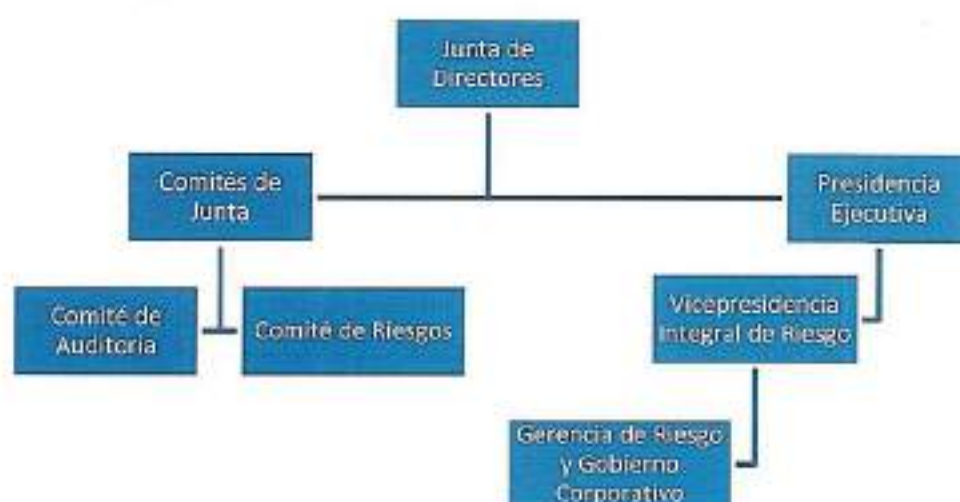 Junta de
Directores
Comités de
Junta
Presidencia
Ejecutiva
Comité de
Auditoria
Comité de Riesgos
Vicepresidencia
Integral de Riesgo
Gerencia de Riesgo
y Gobierno
Corporativo